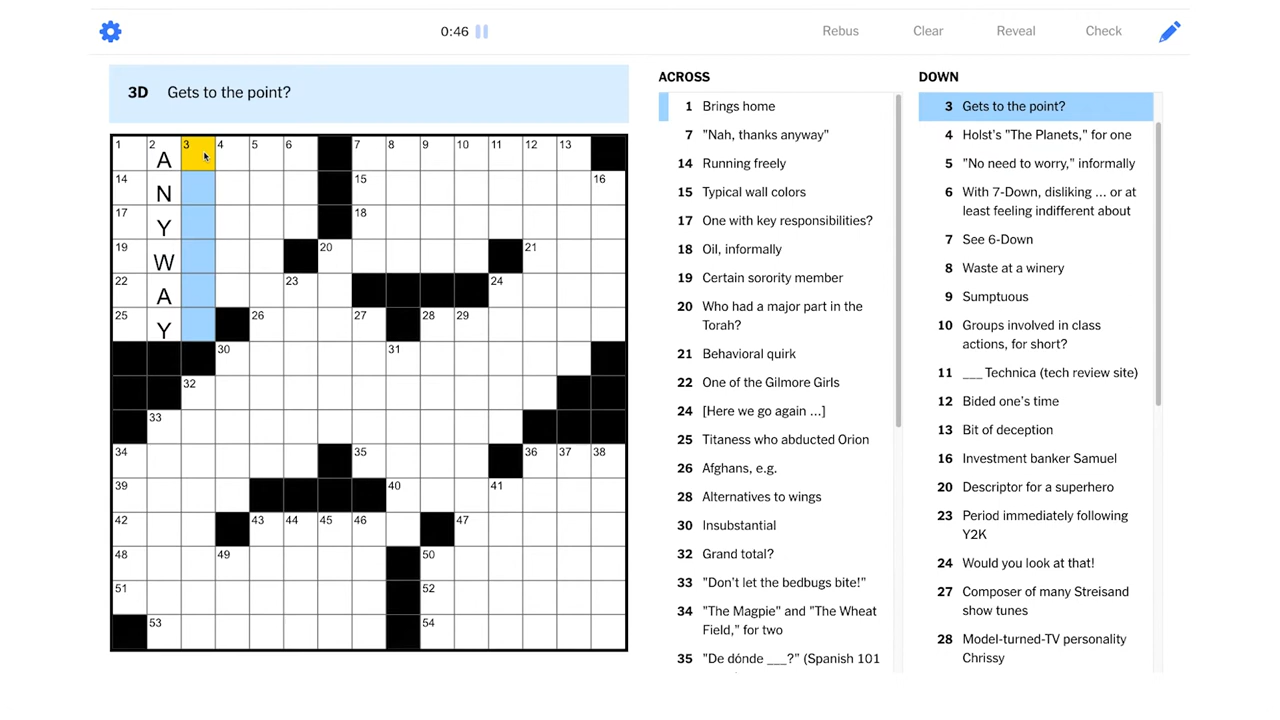 0:46
Rebus
Clear
Reveal
Check
3D Gets to the point?
1 2 3 4 5 6 7 8 9 10 11 12 13
A
14 15 16
N
17 18
Y
19 20 21
W
22 23 24
A
25 26 27 28 29
Y
30 31
32
33
34 35 36 37 38
39 40 41
42 43 44 45 46 47
48 49 50
51 52
53 54
ACROSS
1 Brings home
7 "Nah, thanks anyway"
14 Running freely
15 Typical wall colors
17 One with key responsibilities?
18 Oil, informally
19 Certain sorority member
20 Who had a major part in the
Torah?
21 Behavioral quirk
22 One of the Gilmore Girls
24 [Here we go again ...]
25 Titaness who abducted Orion
26 Afghans, e.g.
28 Alternatives to wings
30 Insubstantial
32 Grand total?
33 "Don't let the bedbugs bite!"
34 "The Magpie" and "The Wheat
Field," for two
35 "De dónde ___?" (Spanish 101
DOWN
3 Gets to the point?
4 Holst's "The Planets," for one
5 "No need to worry," informally
6 With 7-Down, disliking ... or at
least feeling indifferent about
7 See 6-Down
8 Waste at a winery
9 Sumptuous
10 Groups involved in class
actions, for short?
11 ___ Technica (tech review site)
12 Bided one's time
13 Bit of deception
16 Investment banker Samuel
20 Descriptor for a superhero
23 Period immediately following
Y2K
24 Would you look at that!
27 Composer of many Streisand
show tunes
28 Model-turned-TV personality
Chrissy